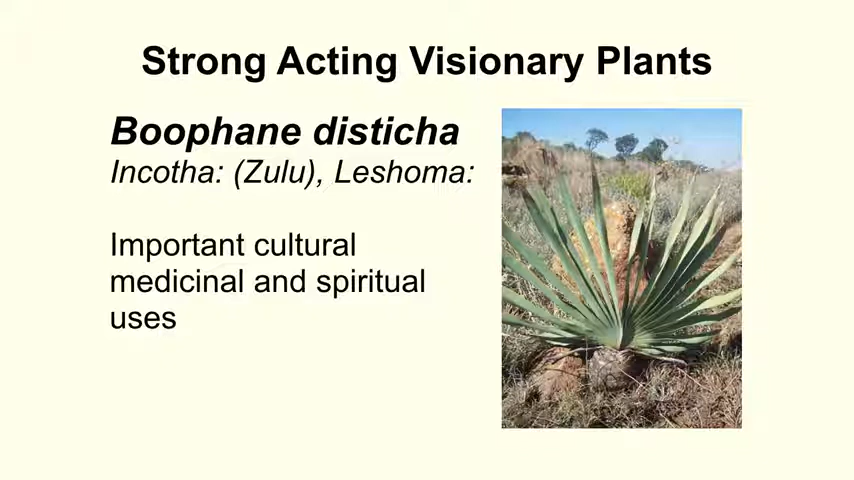 Strong Acting Visionary Plants
Boophane disticha
Incotha: (Zulu), Leshoma:
Important cultural
medicinal and spiritual
uses